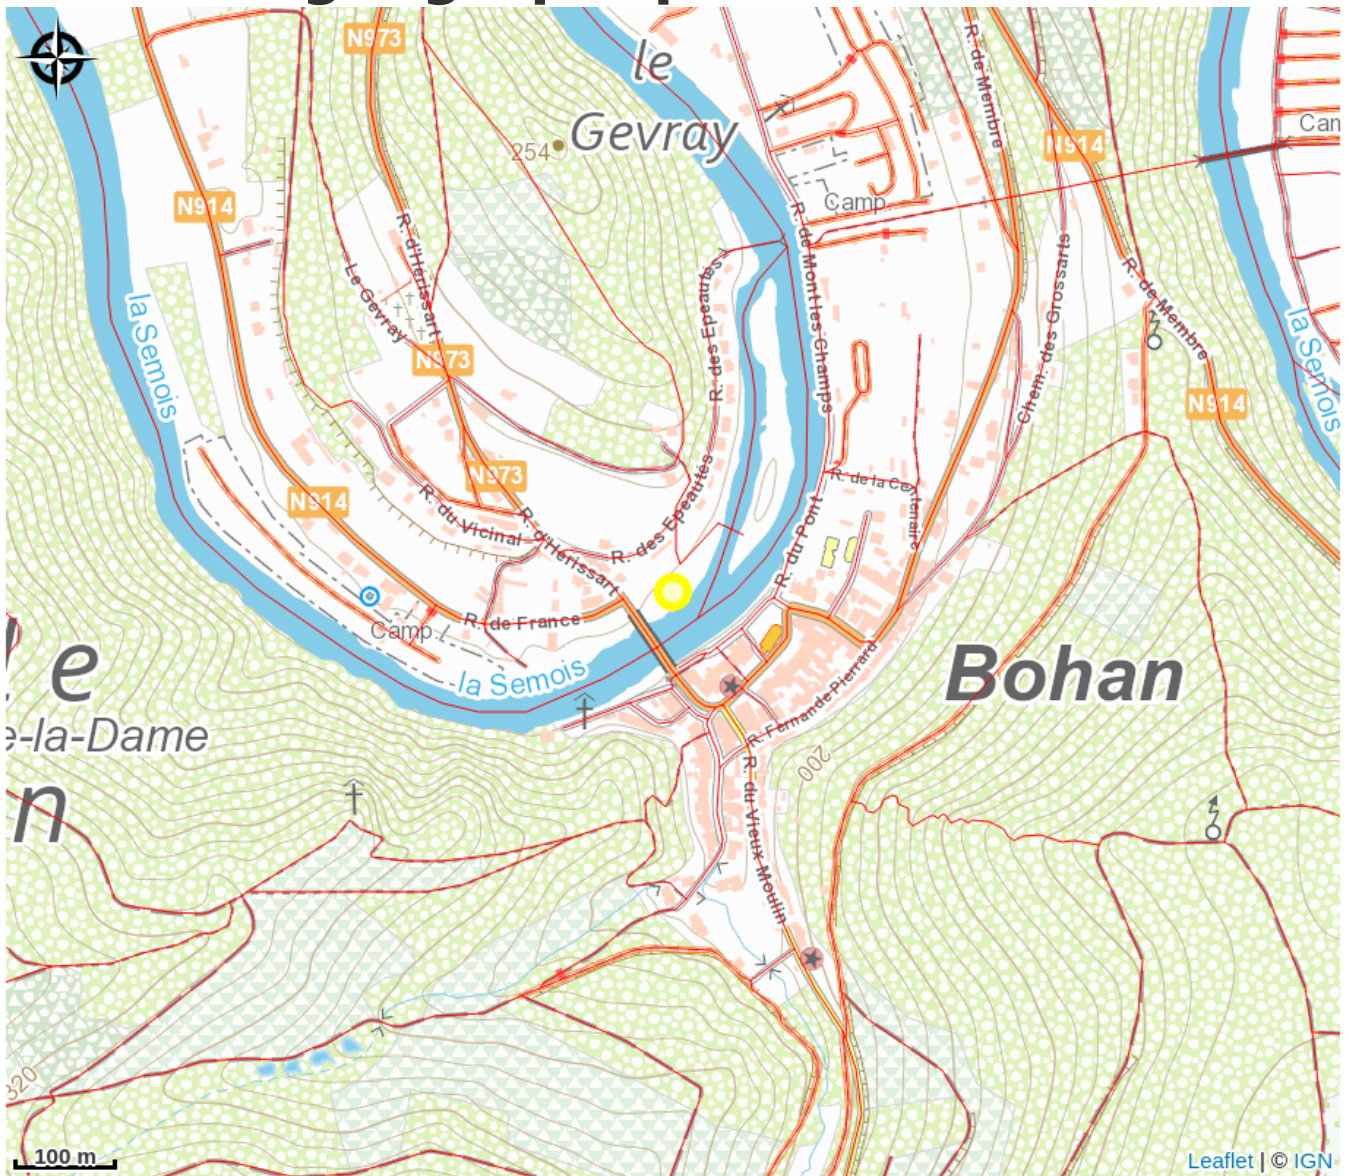 N973
R. de Membre
le
Gevray
254
N914
Can
Camp.
N914
R. d'Hérissart
R. de Mont les Champs
Chem. des Grossarts
R. de Membre
Le Gevray
R. des Epeautés
la Semois
la Semois
N973
N914
N973
N914
R. du Vicinal
R. d'Hérissart
R. des Epeautés
R. de la Centenaire
R. du Pont
R. de France
Camp.
Bohan
la Semois
e
e-la-Dame
R. Fernande Pierrard
200
n
R. du Vieux Moulin
320
100 m
Leaflet | © IGN